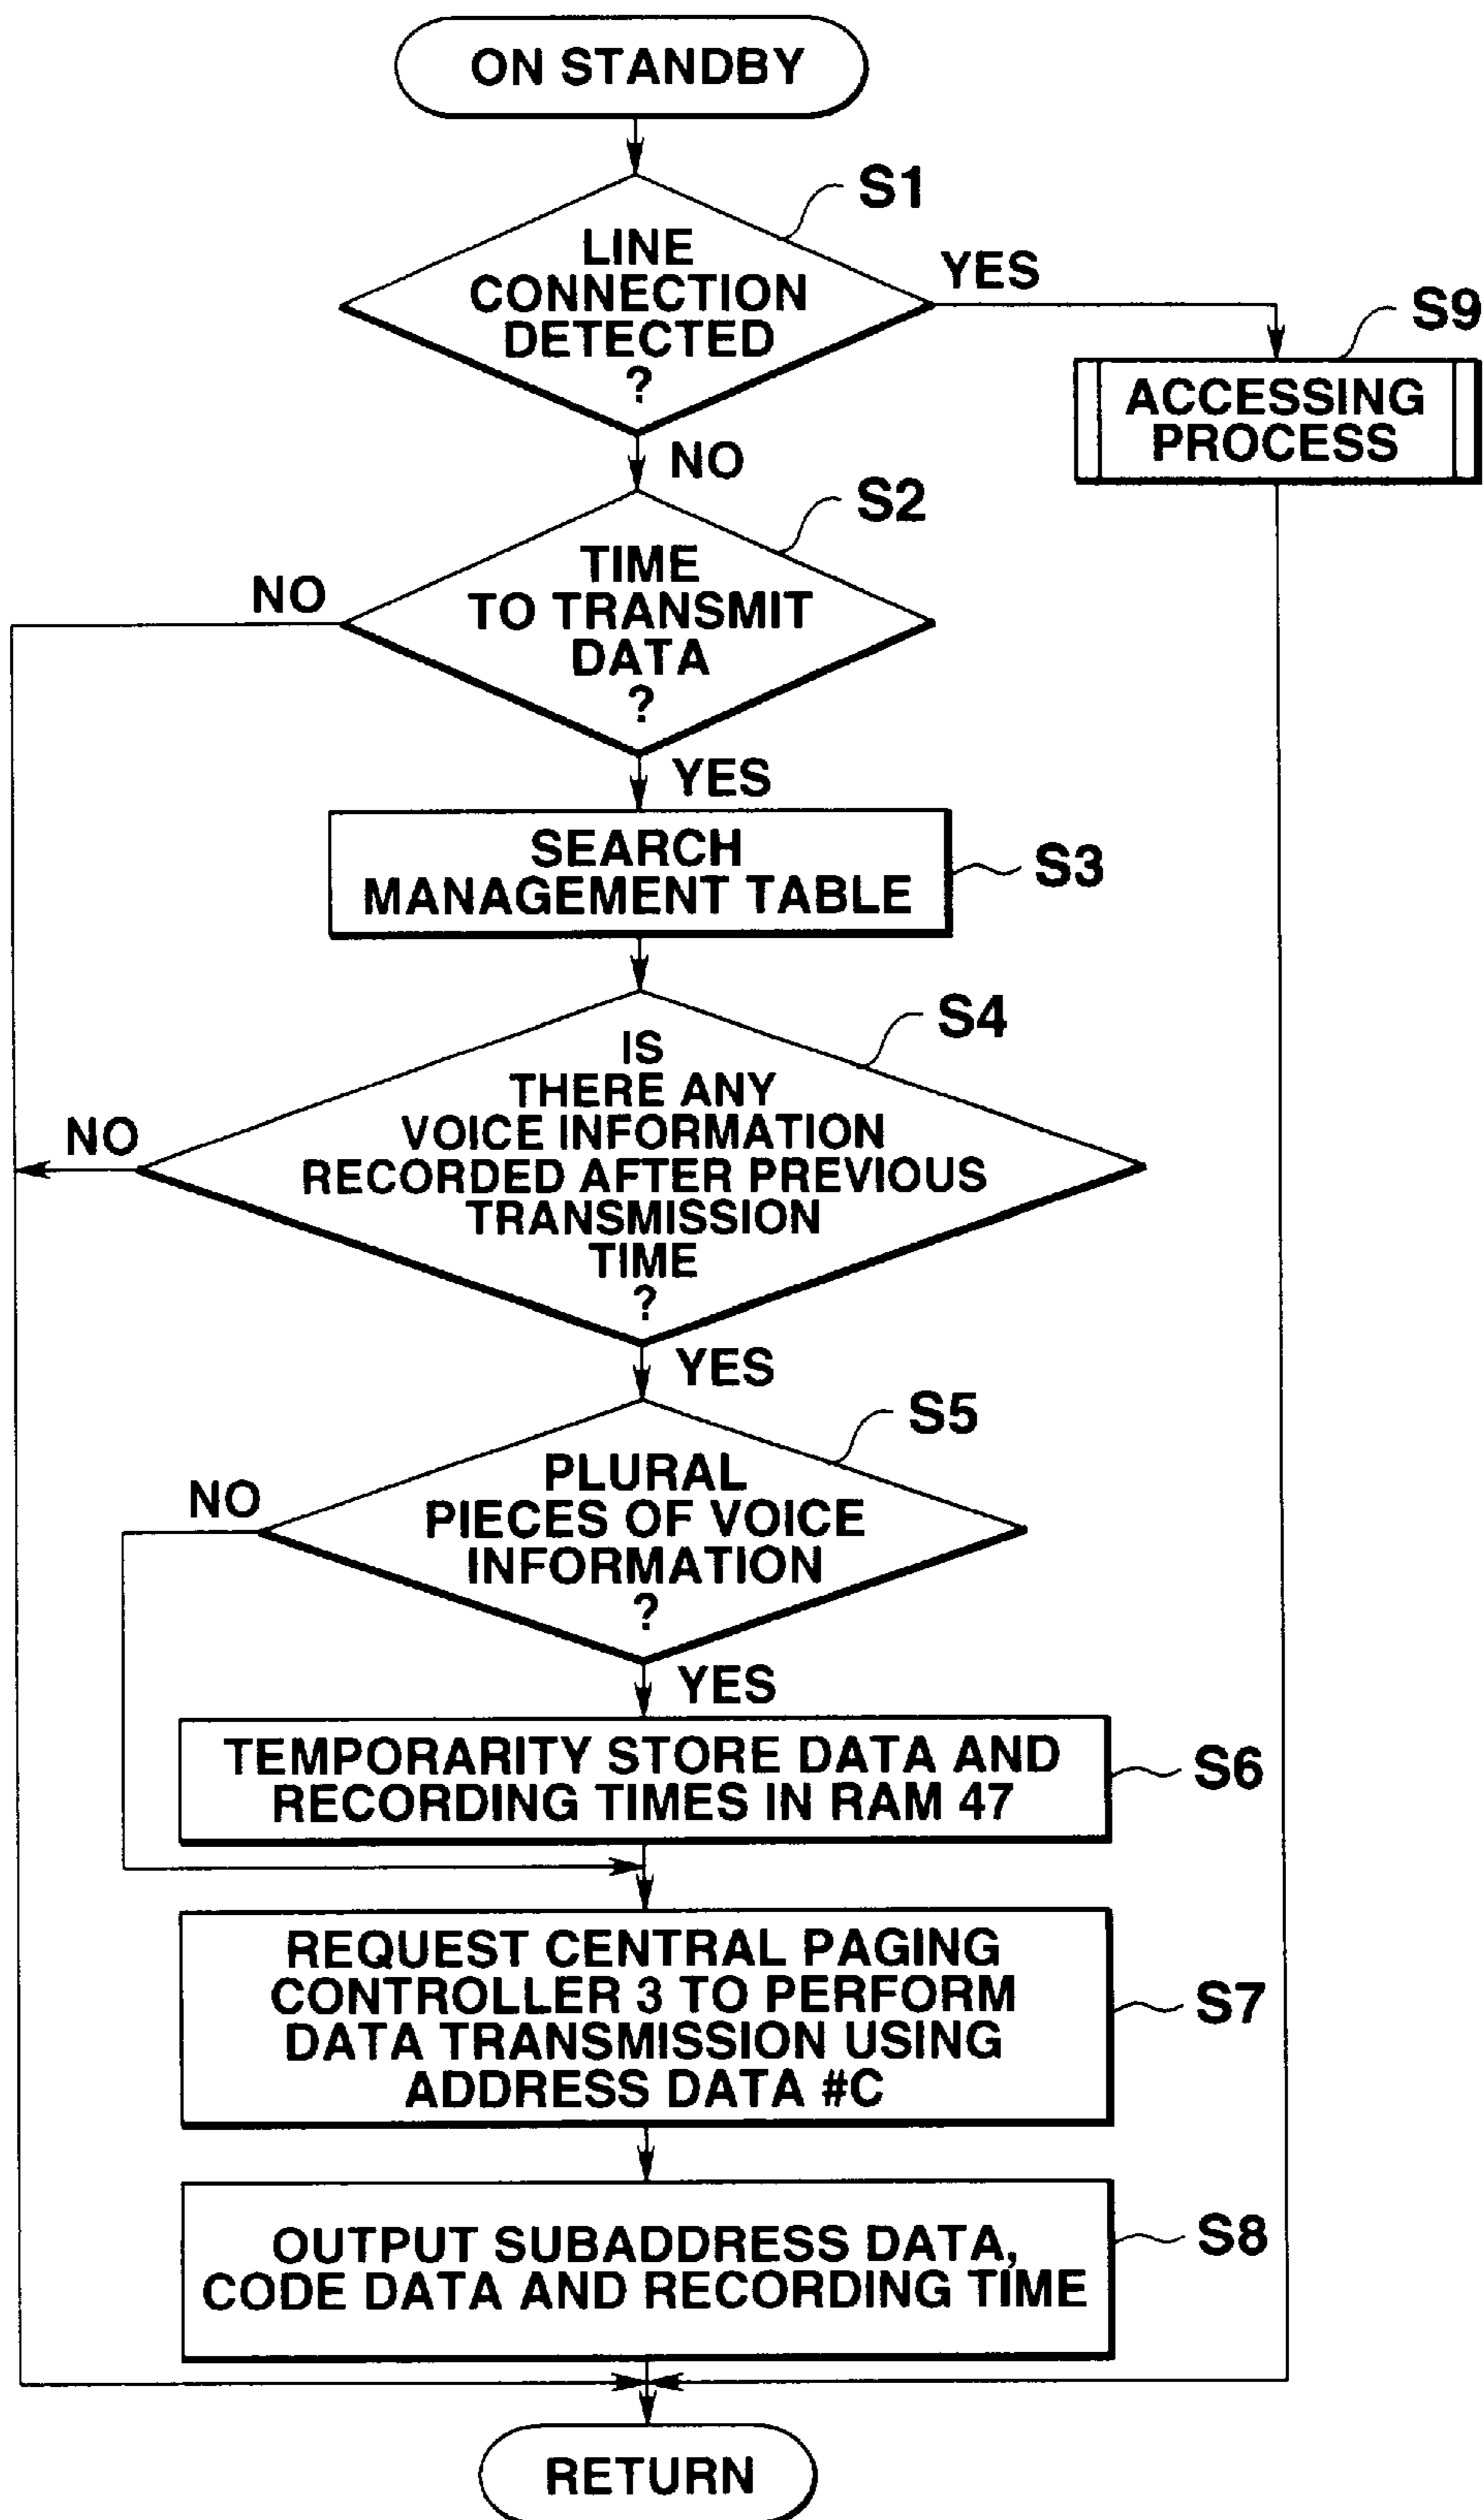 ON STANDBY
S1
LINE
CONNECTION
DETECTED
?
YES
S9
ACCESSING
PROCESS
NO
S2
TIME
TO TRANSMIT
DATA
?
NO
YES
SEARCH
MANAGEMENT TABLE
S3
S4
IS
THERE ANY
VOICE INFORMATION
RECORDED AFTER PREVIOUS
TRANSMISSION
TIME
?
NO
YES
S5
PLURAL
PIECES OF VOICE
INFORMATION
?
NO
YES
TEMPORARITY STORE DATA AND
RECORDING TIMES IN RAM 47
S6
REQUEST CENTRAL PAGING
CONTROLLER 3 TO PERFORM
DATA TRANSMISSION USING
ADDRESS DATA #C
S7
OUTPUT SUBADDRESS DATA,
CODE DATA AND RECORDING TIME
S8
RETURN